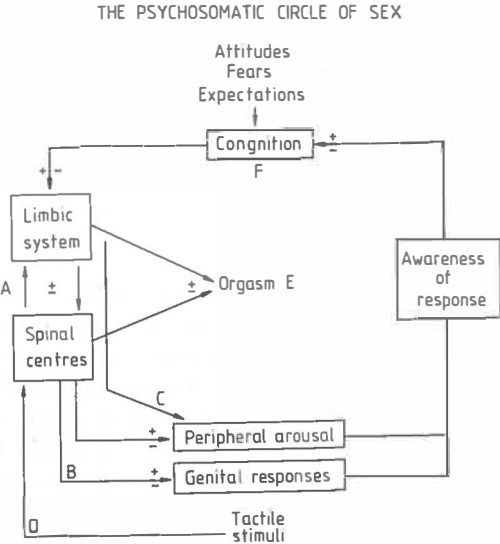 THE PSYCHOSOMATIC CIRCLE OF SEX
Attitudes
Fears
Expectations
Congnition
F
±
+ -
Limbic
system
Awareness
of
response
A
±
± Orgasm E
Spinal
centres
C
± Peripheral arousal
B
± Genital responses
D
Tactile
stimuli